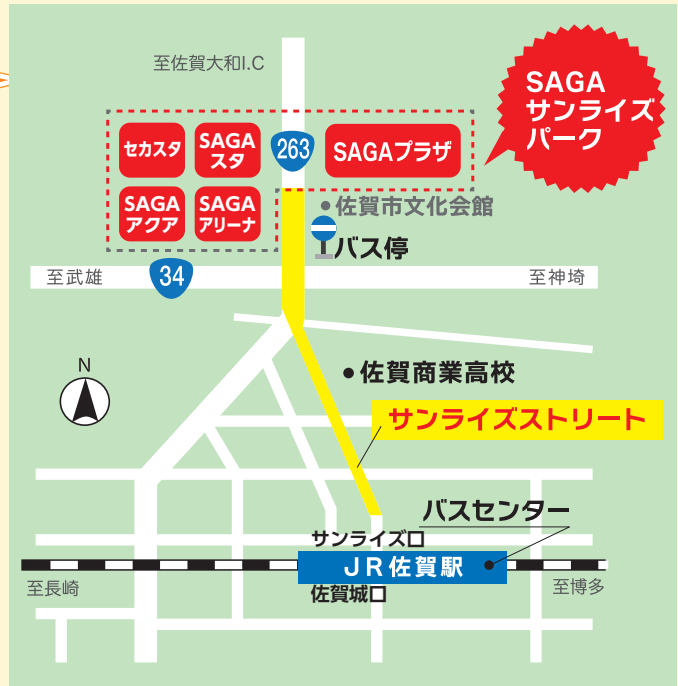 至佐賀大和I.C
SAGA
サンライズ
パーク
セカスタ
SAGA
スタ
263
SAGAプラザ
SAGA
アクア
SAGA
アリーナ
佐賀市文化会館
バス停
至武雄
34
至神埼
N
佐賀商業高校
サンライズストリート
バスセンター
サンライズ口
JR佐賀駅
至長崎
佐賀城口
至博多